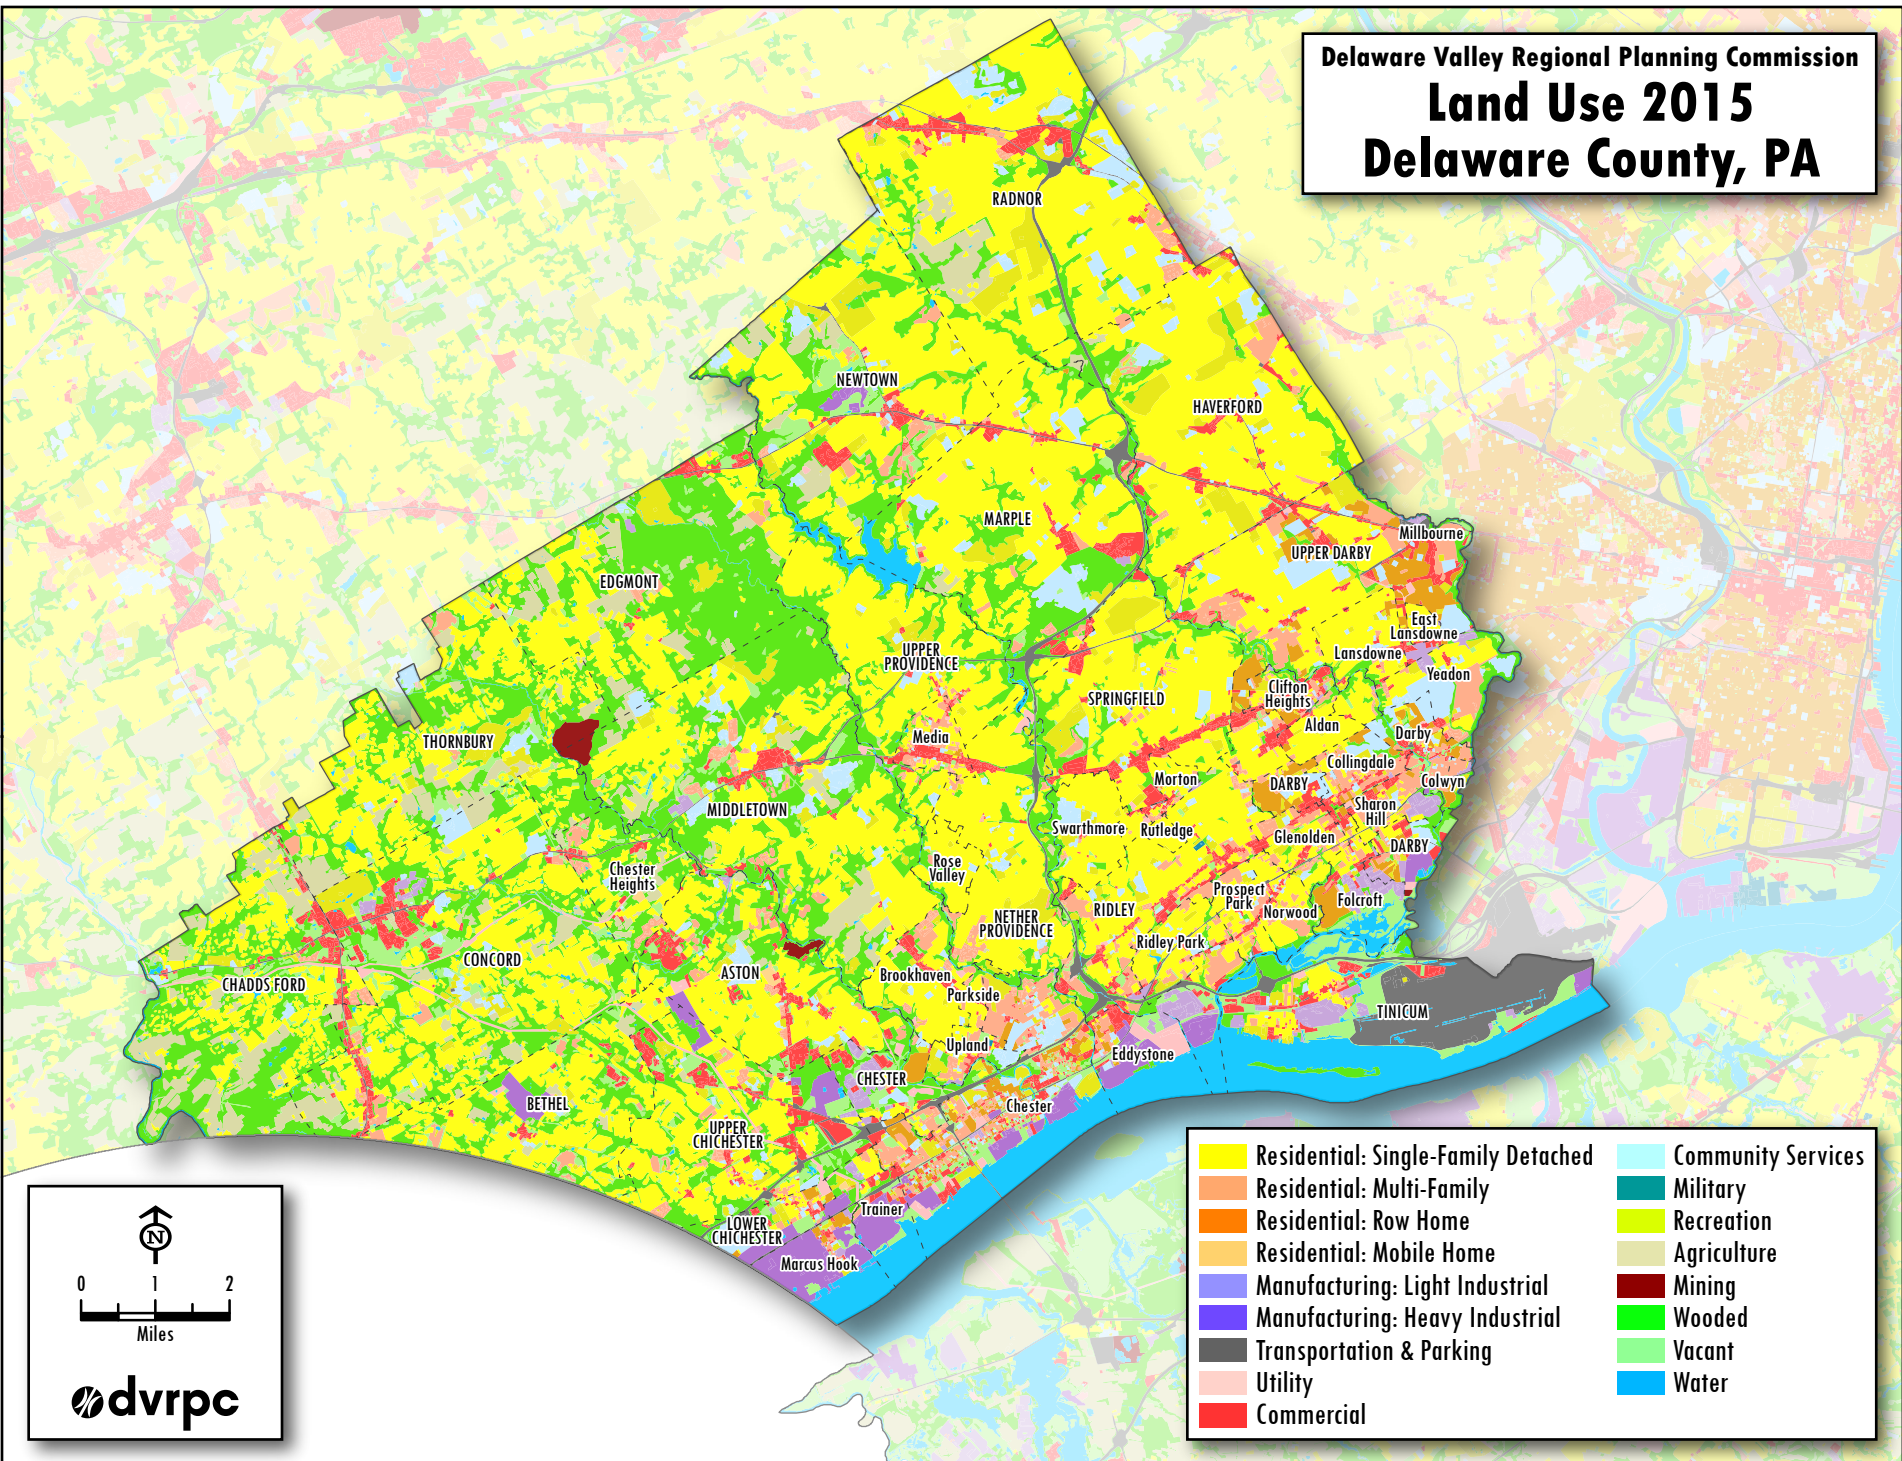 Delaware Valley Regional Planning Commission
Land Use 2015
Delaware County, PA
RADNOR
NEWTOWN
HAVERFORD
MARPLE
Millbourne
UPPER DARBY
EDGMONT
East
Lansdowne
Lansdowne
UPPER
PROVIDENCE
Yeadon
Clifton
Heights
SPRINGFIELD
Aldan
Darby
Media
THORNBURY
Collingdale
Morton
Colwyn
DARBY
MIDDLETOWN
Sharon
Hill
Swarthmore
Rutledge
Glenolden
DARBY
Rose
Valley
Chester
Heights
Prospect
Park
Folcroft
RIDLEY
Norwood
NETHER
PROVIDENCE
Ridley Park
CONCORD
ASTON
Brookhaven
CHADDS FORD
Parkside
TINICUM
Upland
Eddystone
CHESTER
BETHEL
Chester
UPPER
CHICHESTER
Trainer
LOWER
CHICHESTER
Marcus Hook
N
0 1 2
Miles
dvrpc
Residential: Single-Family Detached
Residential: Multi-Family
Residential: Row Home
Residential: Mobile Home
Manufacturing: Light Industrial
Manufacturing: Heavy Industrial
Transportation & Parking
Utility
Commercial
Community Services
Military
Recreation
Agriculture
Mining
Wooded
Vacant
Water